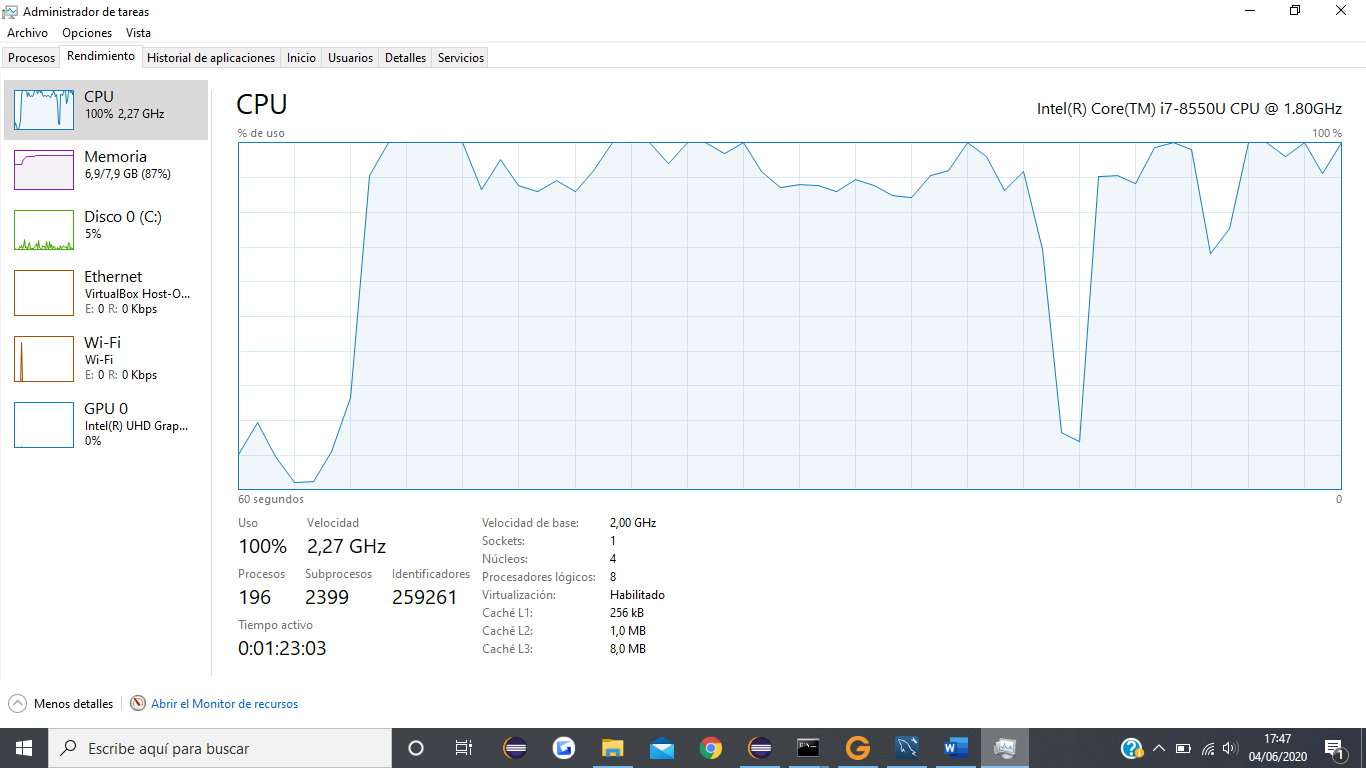 Administrador de tareas
Archivo Opciones Vista
Procesos Rendimiento Historial de aplicaciones Inicio Usuarios Detalles Servicios
CPU
100% 2,27 GHz
Memoria
6,9/7,9 GB (87%)
Disco 0 (C:)
5%
Ethernet
VirtualBox Host-O...
E: 0 R: 0 Kbps
Wi-Fi
Wi-Fi
E: 0 R: 0 Kbps
GPU 0
Intel(R) UHD Grap...
0%
CPU
Intel(R) Core(TM) i7-8550U CPU @ 1.80GHz
% de uso
100 %
60 segundos
0
Uso Velocidad
100% 2,27 GHz
Procesos Subprocesos Identificadores
196 2399 259261
Tiempo activo
0:01:23:03
Velocidad de base: 2,00 GHz
Sockets: 1
Núcleos: 4
Procesadores lógicos: 8
Virtualización: Habilitado
Caché L1: 256 kB
Caché L2: 1,0 MB
Caché L3: 8,0 MB
Menos detalles
Abrir el Monitor de recursos
Escribe aquí para buscar
17:47
04/06/2020
1